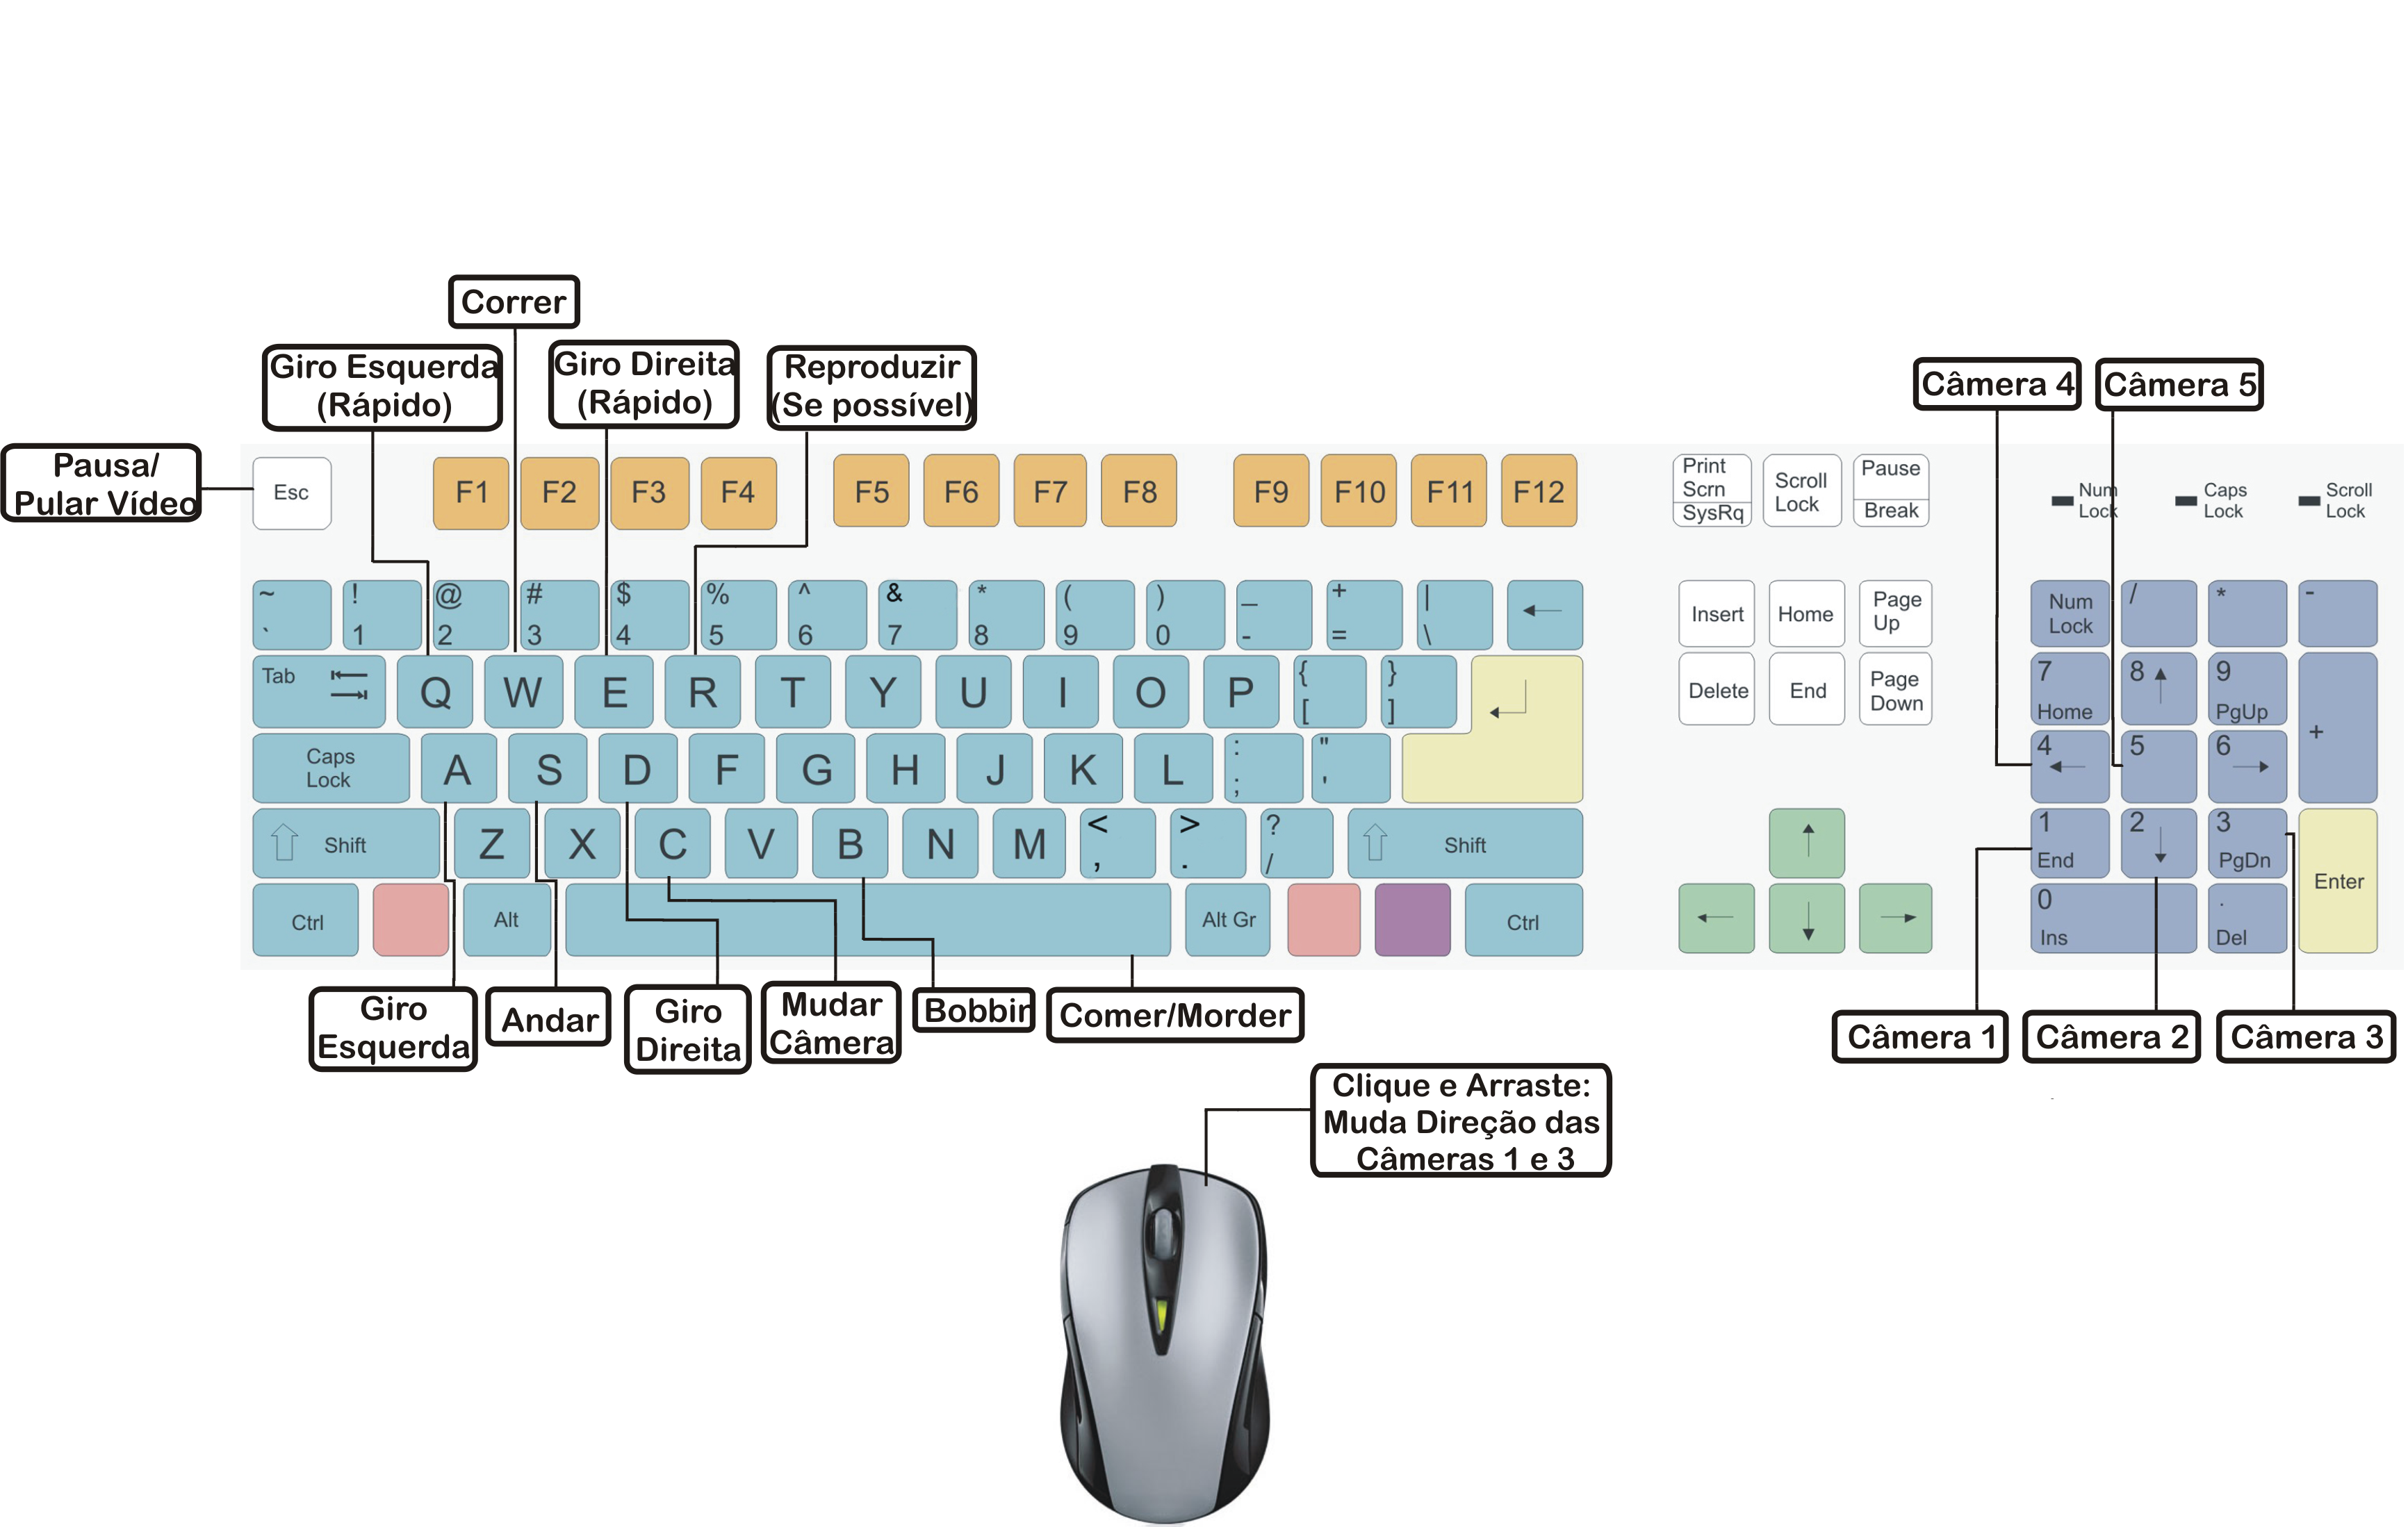 Correr
Giro Esquerda
(Rápido)
Giro Direita
(Rápido)
Reproduzir
(Se possível)
Câmera 4
Câmera 5
Pausa/
Pular Vídeo
Esc
F1 F2 F3 F4 F5 F6 F7 F8 F9 F10 F11 F12
Print
Scrn
SysRq
Scroll
Lock
Pause
Break
Num
Lock
Caps
Lock
Scroll
Lock
~ ! @ # $ % ^ & * ( ) _ + |
` 1 2 3 4 5 6 7 8 9 0 - = \ ←
Insert
Home
Page
Up
Num
Lock
/ * -
Tab
Q W E R T Y U I O P
{ }
[ ]
Delete
End
Page
Down
7
Home
8 ↑
9
PgUp
+
Caps
Lock
A S D F G H J K L
: "
; '
4
←
5
6
→
Shift
Z X C V B N M
< > ?
, . /
Shift
↑
1
End
2
↓
3
PgDn
Enter
Ctrl
Alt
Alt Gr
Ctrl
← ↓ →
0
Ins
.
Del
Giro
Esquerda
Andar
Giro
Direita
Mudar
Câmera
Bobbir
Comer/Morder
Câmera 1
Câmera 2
Câmera 3
Clique e Arraste:
Muda Direção das
Câmeras 1 e 3